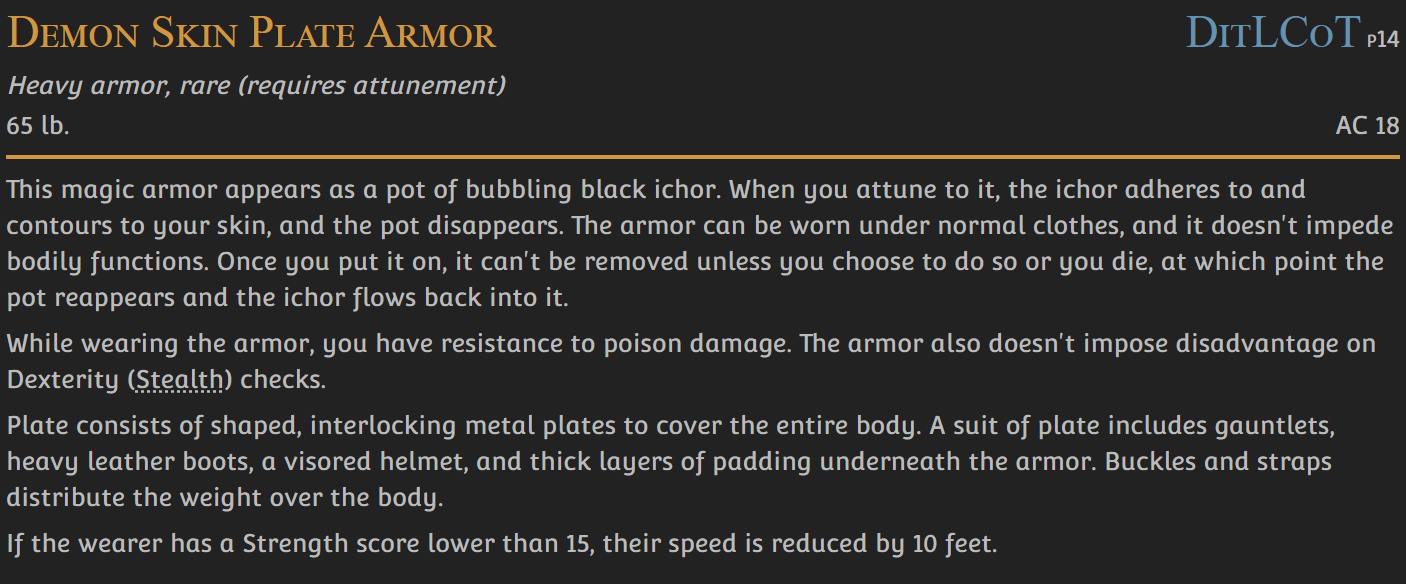 Demon Skin Plate Armor DitLCoT p14
Heavy armor, rare (requires attunement)
65 lb. AC 18
This magic armor appears as a pot of bubbling black ichor. When you attune to it, the ichor adheres to and
contours to your skin, and the pot disappears. The armor can be worn under normal clothes, and it doesn't impede
bodily functions. Once you put it on, it can't be removed unless you choose to do so or you die, at which point the
pot reappears and the ichor flows back into it.
While wearing the armor, you have resistance to poison damage. The armor also doesn't impose disadvantage on
Dexterity (Stealth) checks.
Plate consists of shaped, interlocking metal plates to cover the entire body. A suit of plate includes gauntlets,
heavy leather boots, a visored helmet, and thick layers of padding underneath the armor. Buckles and straps
distribute the weight over the body.
If the wearer has a Strength score lower than 15, their speed is reduced by 10 feet.